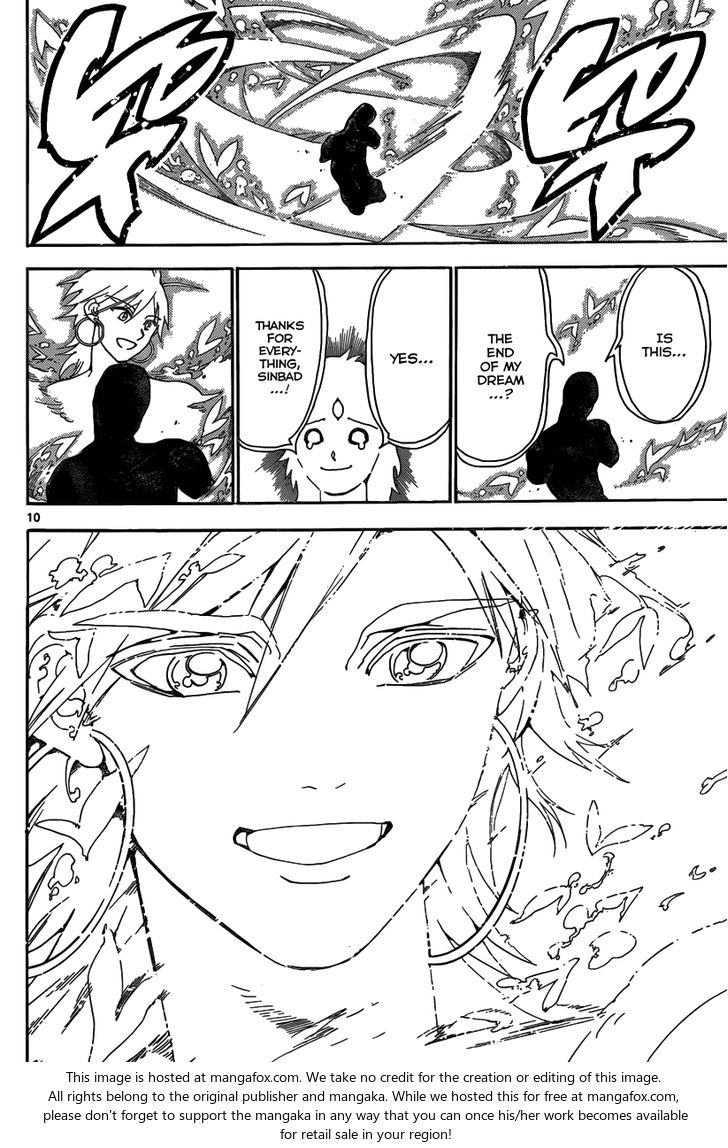 IS
THIS...
THE
END
OF MY
DREAM
...?
YES...
THANKS
FOR
EVERY-
THING,
SINBAD
...!
10
This image is hosted at mangafox.com. We take no credit for the creation or editing of this image.
All rights belong to the original publisher and mangaka. While we hosted this for free at mangafox.com,
please don't forget to support the mangaka in any way that you can once his/her work becomes available
for retail sale in your region!